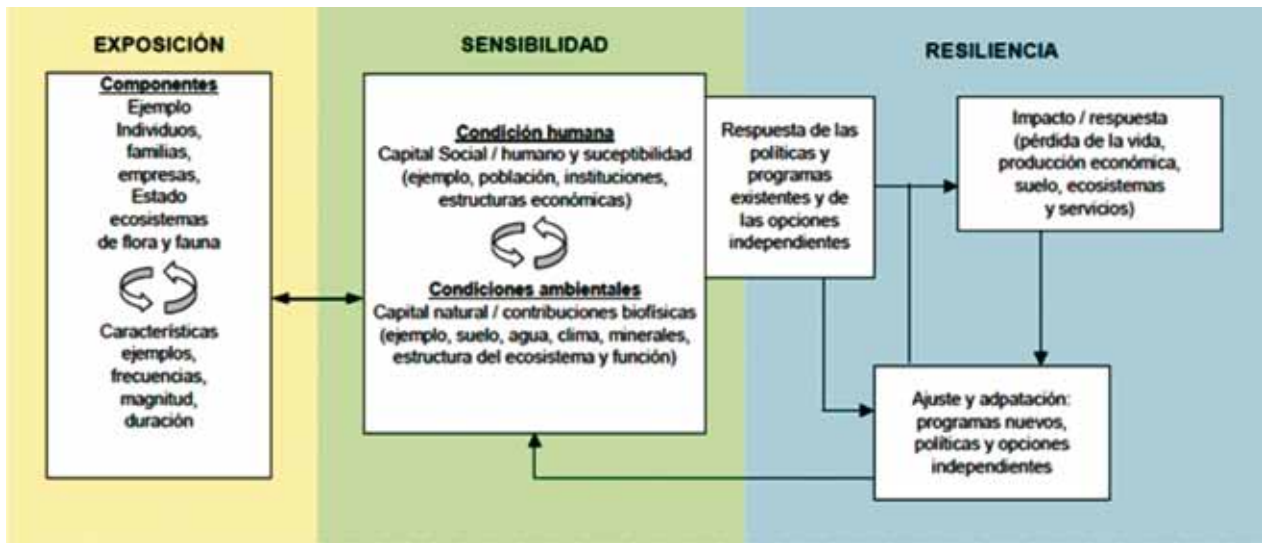 EXPOSICIÓN
Componentes
Ejemplo
Individuos,
familias,
empresas,
Estado
ecosistemas
de flora y fauna
Características
ejemplos,
frecuencias,
magnitud,
duración
SENSIBILIDAD
Condición humana
Capital Social / humano y suceptibilidad
(ejemplo, población, instituciones,
estructuras económicas)
Condiciones ambientales
Capital natural / contribuciones biofísicas
(ejemplo, suelo, agua, clima, minerales,
estructura del ecosistema y función)
RESILIENCIA
Respuesta de las
políticas y
programas
existentes y de
las opciones
independientes
Impacto / respuesta
(pérdida de la vida,
producción económica,
suelo, ecosistemas
y servicios)
Ajuste y adpatación:
programas nuevos,
políticas y opciones
independientes